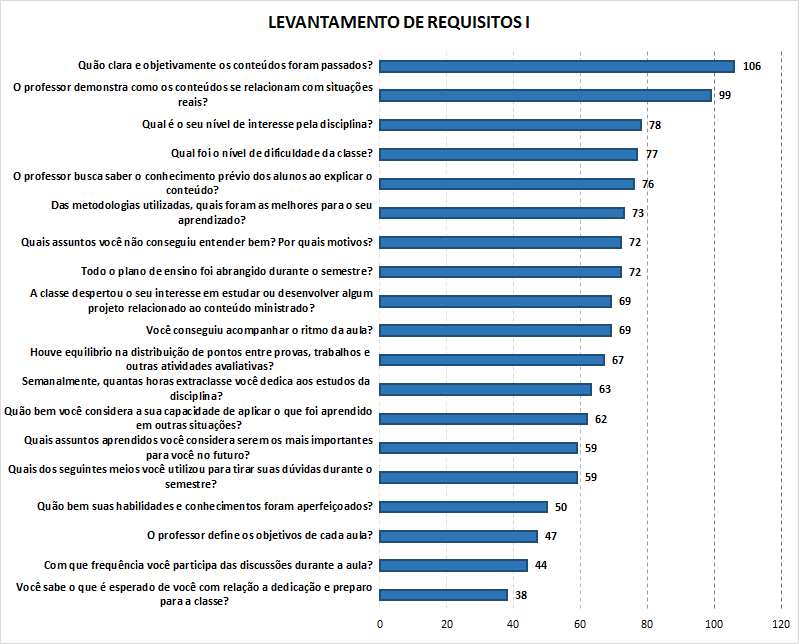 LEVANTAMENTO DE REQUISITOS I
Quão clara e objetivamente os conteúdos foram passados?
106
O professor demonstra como os conteúdos se relacionam com situações
reais?
99
Qual é o seu nível de interesse pela disciplina?
78
Qual foi o nível de dificuldade da classe?
77
O professor busca saber o conhecimento prévio dos alunos ao explicar o
conteúdo?
76
Das metodologias utilizadas, quais foram as melhores para o seu
aprendizado?
73
Quais assuntos você não conseguiu entender bem? Por quais motivos?
72
Todo o plano de ensino foi abrangido durante o semestre?
72
A classe despertou o seu interesse em estudar ou desenvolver algum
projeto relacionado ao conteúdo ministrado?
69
Você conseguiu acompanhar o ritmo da aula?
69
Houve equilibrio na distribuição de pontos entre provas, trabalhos e
outras atividades avaliativas?
67
Semanalmente, quantas horas extraclasse você dedica aos estudos da
disciplina?
63
Quão bem você considera a sua capacidade de aplicar o que foi aprendido
em outras situações?
62
Quais assuntos aprendidos você considera serem os mais importantes
para você no futuro?
59
Quais dos seguintes meios você utilizou para tirar suas dúvidas durante o
semestre?
59
Quão bem suas habilidades e conhecimentos foram aperfeiçoados?
50
O professor define os objetivos de cada aula?
47
Com que frequência você participa das discussões durante a aula?
44
Você sabe o que é esperado de você com relação a dedicação e preparo
para a classe?
38
0 20 40 60 80 100 120